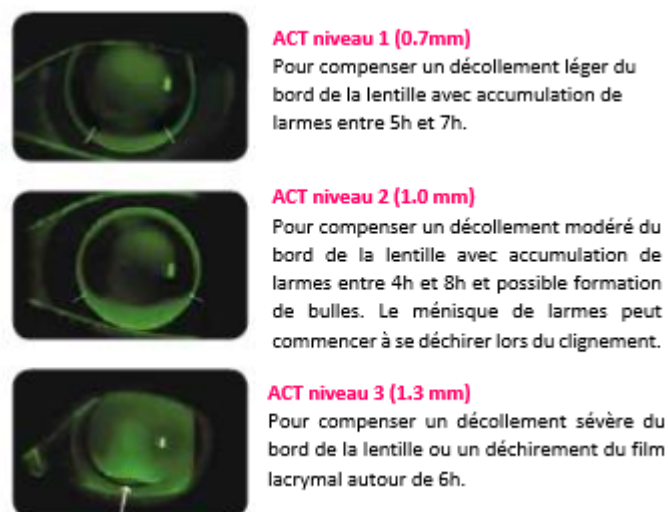 ACT niveau 1 (0.7mm)
Pour compenser un décollement léger du
bord de la lentille avec accumulation de
larmes entre 5h et 7h.
ACT niveau 2 (1.0 mm)
Pour compenser un décollement modéré du
bord de la lentille avec accumulation de
larmes entre 4h et 8h et possible formation
de bulles. Le ménisque de larmes peut
commencer à se déchirer lors du clignement.
ACT niveau 3 (1.3 mm)
Pour compenser un décollement sévère du
bord de la lentille ou un déchirement du film
lacrymal autour de 6h.